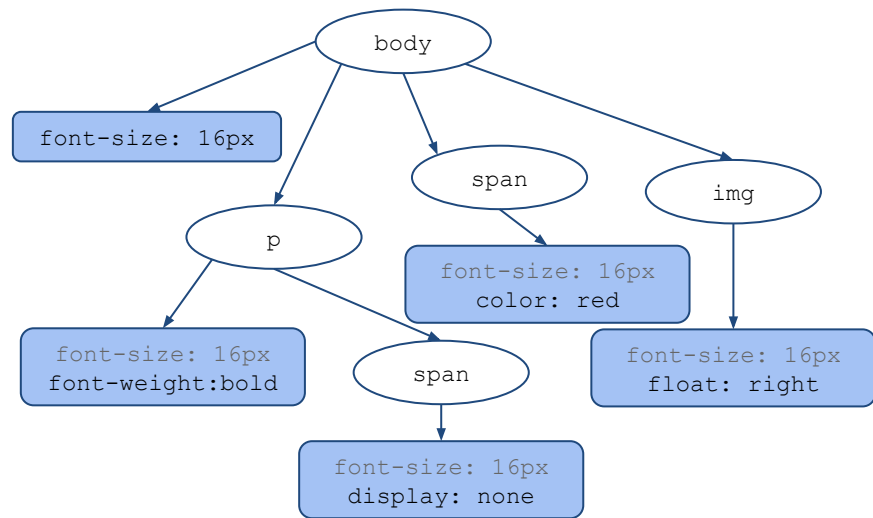 body
font-size: 16px
span
img
p
font-size: 16px
color: red
font-size: 16px
font-weight:bold
span
font-size: 16px
float: right
font-size: 16px
display: none